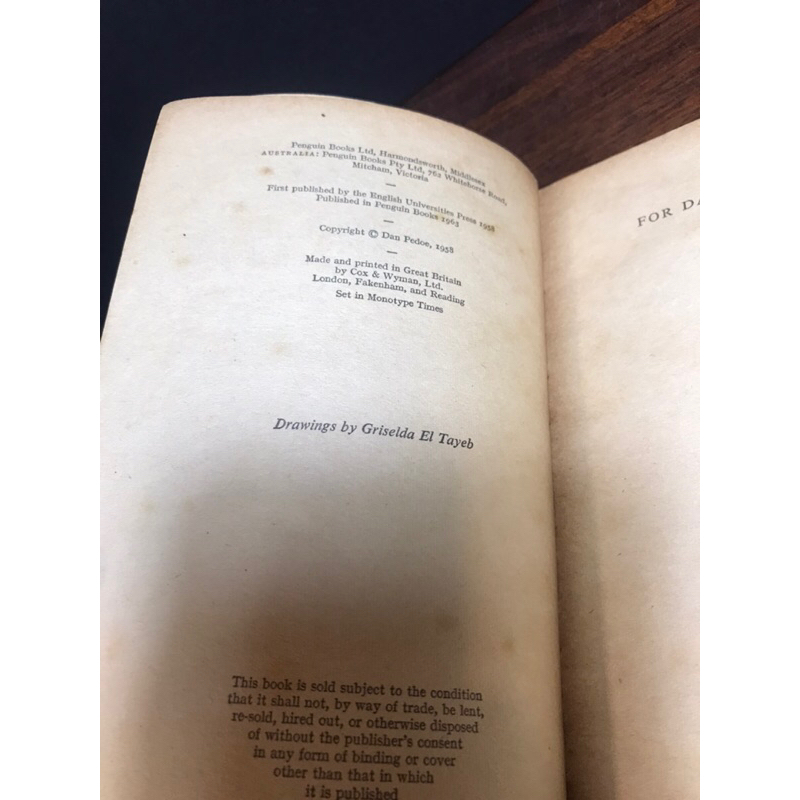 Penguin Books Ltd, Harmondsworth, Middlesex
AUSTRALIA: Penguin Books Pty Ltd, 762 Whitehorse Road,
Mitcham, Victoria
—
First published by the English Universities Press 1958
Published in Penguin Books 1963
—
Copyright © Dan Pedoe, 1958
—
Made and printed in Great Britain
by Cox & Wyman, Ltd.
London, Fakenham, and Reading
Set in Monotype Times
Drawings by Griselda El Tayeb
This book is sold subject to the condition
that it shall not, by way of trade, be lent,
re-sold, hired out, or otherwise disposed
of without the publisher's consent
in any form of binding or cover
other than that in which
it is published
FOR DA